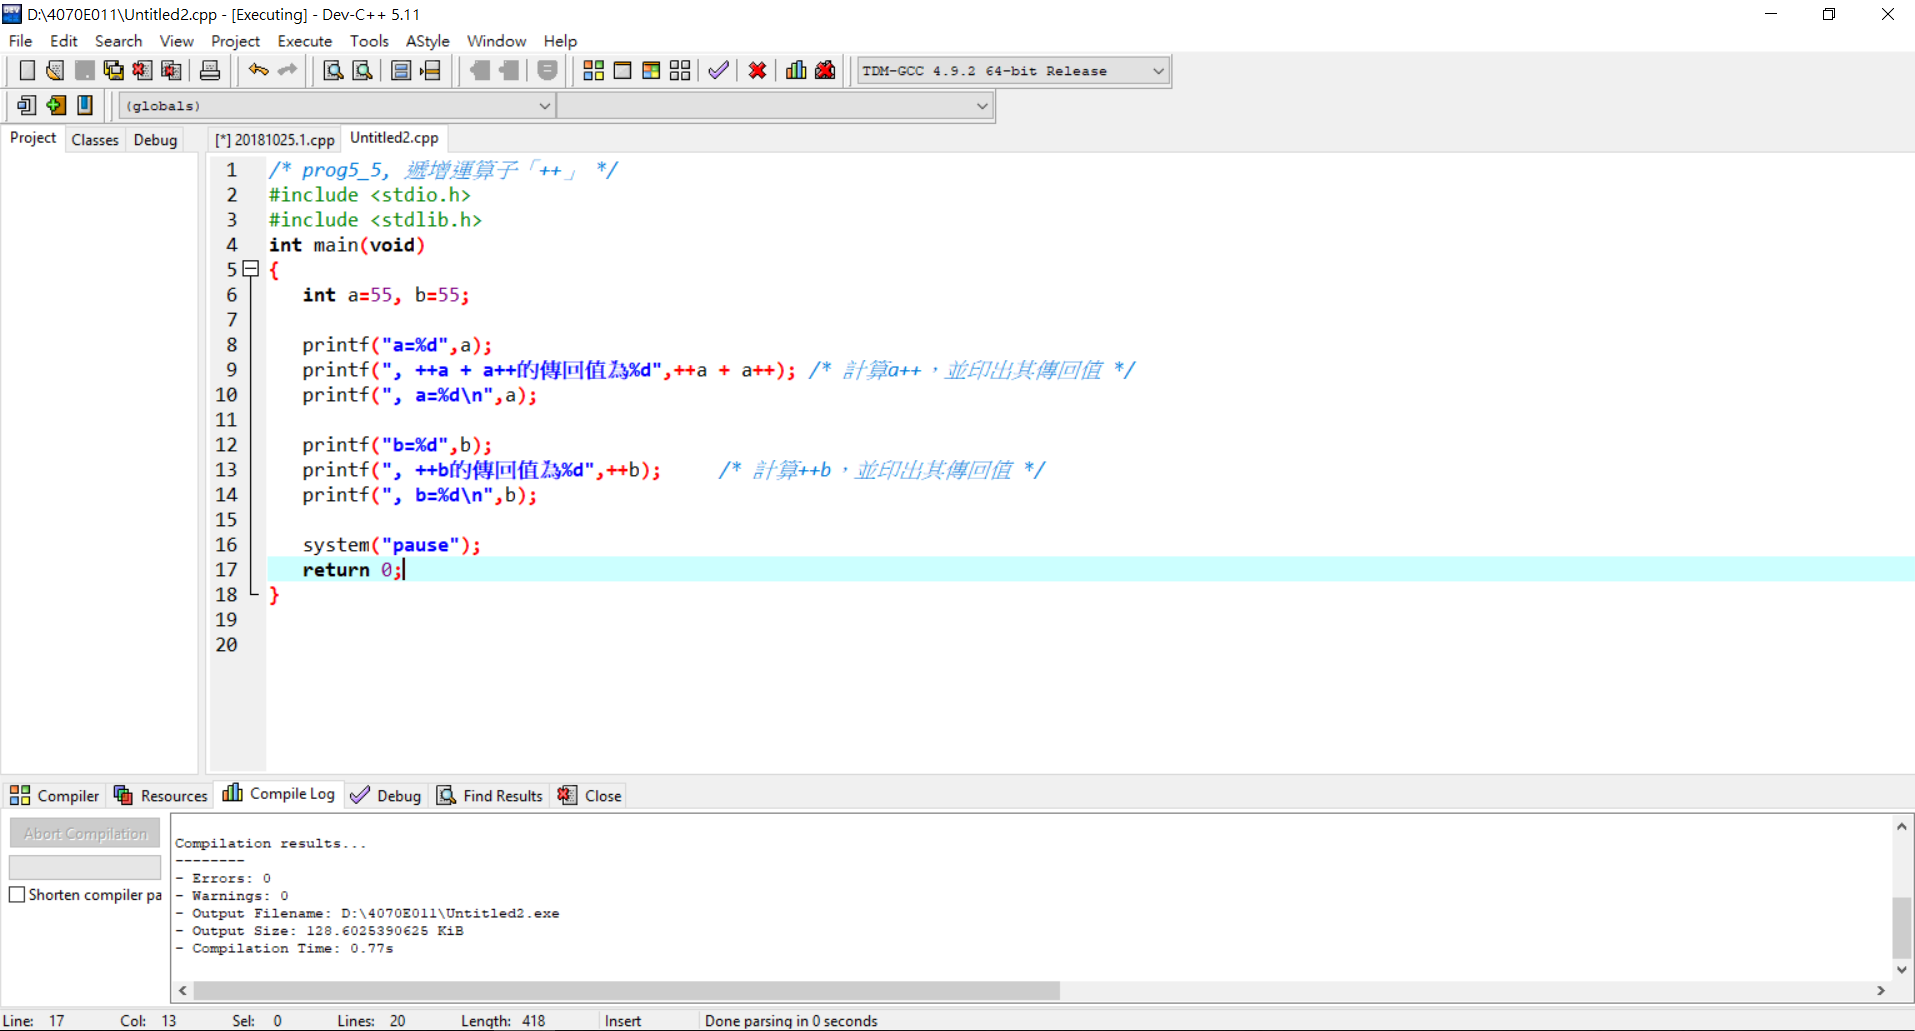 D:\4070E011\Untitled2.cpp - [Executing] - Dev-C++ 5.11
File Edit Search View Project Execute Tools AStyle Window Help
TDM-GCC 4.9.2 64-bit Release
(globals)
Project Classes Debug [*] 20181025.1.cpp Untitled2.cpp
1 /* prog5_5, 遞增運算子「++」 */
2 #include <stdio.h>
3 #include <stdlib.h>
4 int main(void)
5 {
6 int a=55, b=55;
7
8 printf("a=%d",a);
9 printf(", ++a + a++的傳回值為%d",++a + a++); /* 計算a++，並印出其傳回值 */
10 printf(", a=%d\n",a);
11
12 printf("b=%d",b);
13 printf(", ++b的傳回值為%d",++b); /* 計算++b，並印出其傳回值 */
14 printf(", b=%d\n",b);
15
16 system("pause");
17 return 0;
18 }
19
20
Compiler Resources Compile Log Debug Find Results Close
Abort Compilation
Shorten compiler pa
Compilation results...
--------
- Errors: 0
- Warnings: 0
- Output Filename: D:\4070E011\Untitled2.exe
- Output Size: 128.6025390625 KiB
- Compilation Time: 0.77s
Line: 17 Col: 13 Sel: 0 Lines: 20 Length: 418 Insert Done parsing in 0 seconds